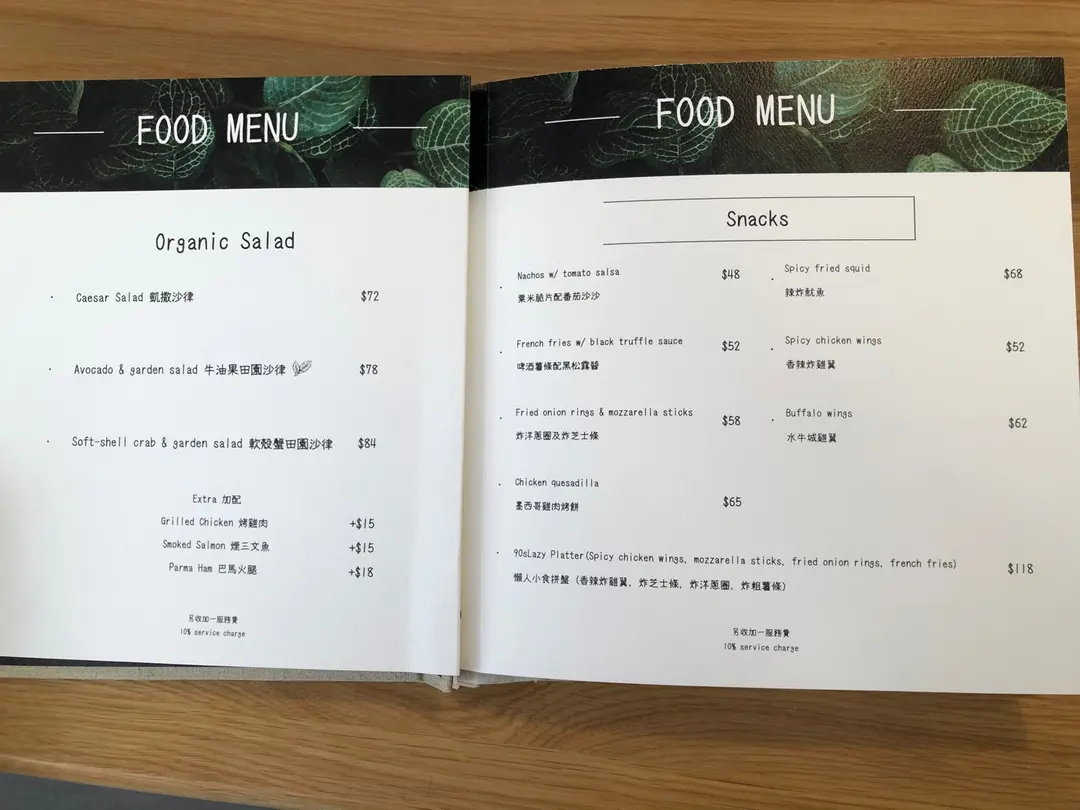 FOOD MENU
Organic Salad
· Caesar Salad 凱撒沙律 $72
· Avocado & garden salad 牛油果田園沙律 $78
· Soft-shell crab & garden salad 軟殼蟹田園沙律 $84
Extra 加配
Grilled Chicken 烤雞肉 +$15
Smoked Salmon 煙三文魚 +$15
Parma Ham 巴馬火腿 +$18
另收加一服務費
10% service charge
FOOD MENU
Snacks
· Nachos w/ tomato salsa $48
粟米脆片配番茄沙沙
· French fries w/ black truffle sauce $52
啤酒薯條配黑松露醬
· Fried onion rings & mozzarella sticks $58
炸洋蔥圈及炸芝士條
· Chicken quesadilla $65
墨西哥雞肉烤餅
· Spicy fried squid $68
辣炸魷魚
· Spicy chicken wings $52
香辣炸雞翼
· Buffalo wings $62
水牛城雞翼
· 90sLazy Platter(Spicy chicken wings, mozzarella sticks, fried onion rings, french fries) $118
懶人小食拼盤 (香辣炸雞翼, 炸芝士條, 炸洋蔥圈, 炸粗薯條)
另收加一服務費
10% service charge